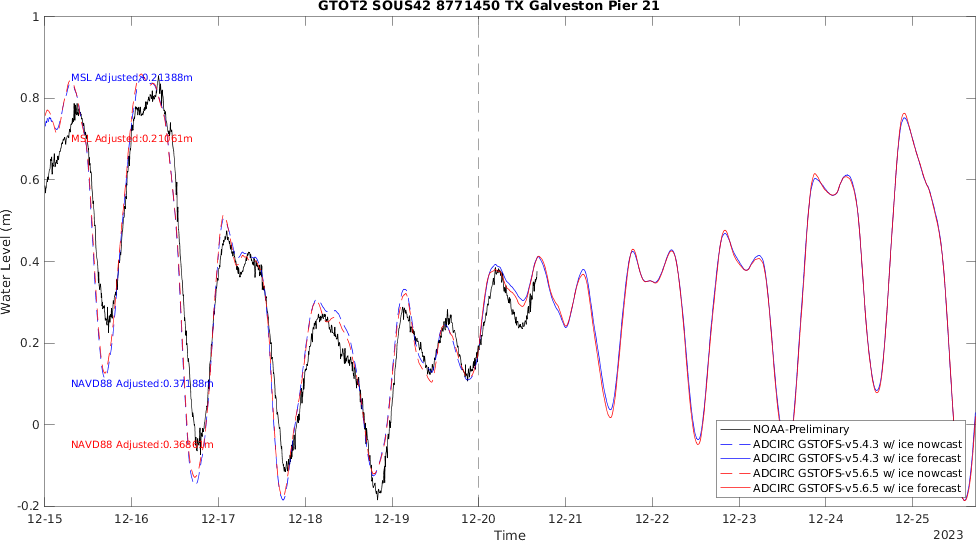 GTOT2 SOUS42 8771450 TX Galveston Pier 21
1
0.8
0.6
0.4
0.2
0
-0.2
Water Level (m)
MSL Adjusted:0.21388m
MSL Adjusted:0.21061m
NAVD88 Adjusted:0.37188m
NAVD88 Adjusted:
NOAA-Preliminary
ADCIRC GSTOFS-v5.4.3 w/ ice nowcast
ADCIRC GSTOFS-v5.4.3 w/ ice forecast
ADCIRC GSTOFS-v5.6.5 w/ ice nowcast
ADCIRC GSTOFS-v5.6.5 w/ ice forecast
12-15 12-16 12-17 12-18 12-19 12-20 12-21 12-22 12-23 12-24 12-25
Time
2023